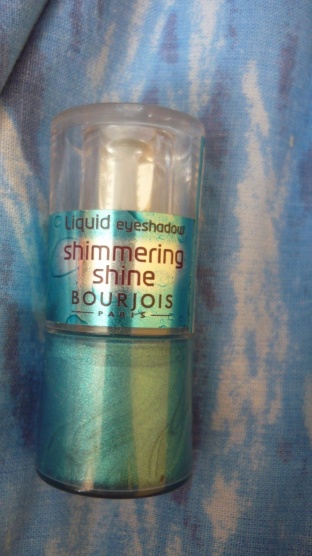 Liquid eyeshadow
shimmering
shine
BOURJOIS
PARIS